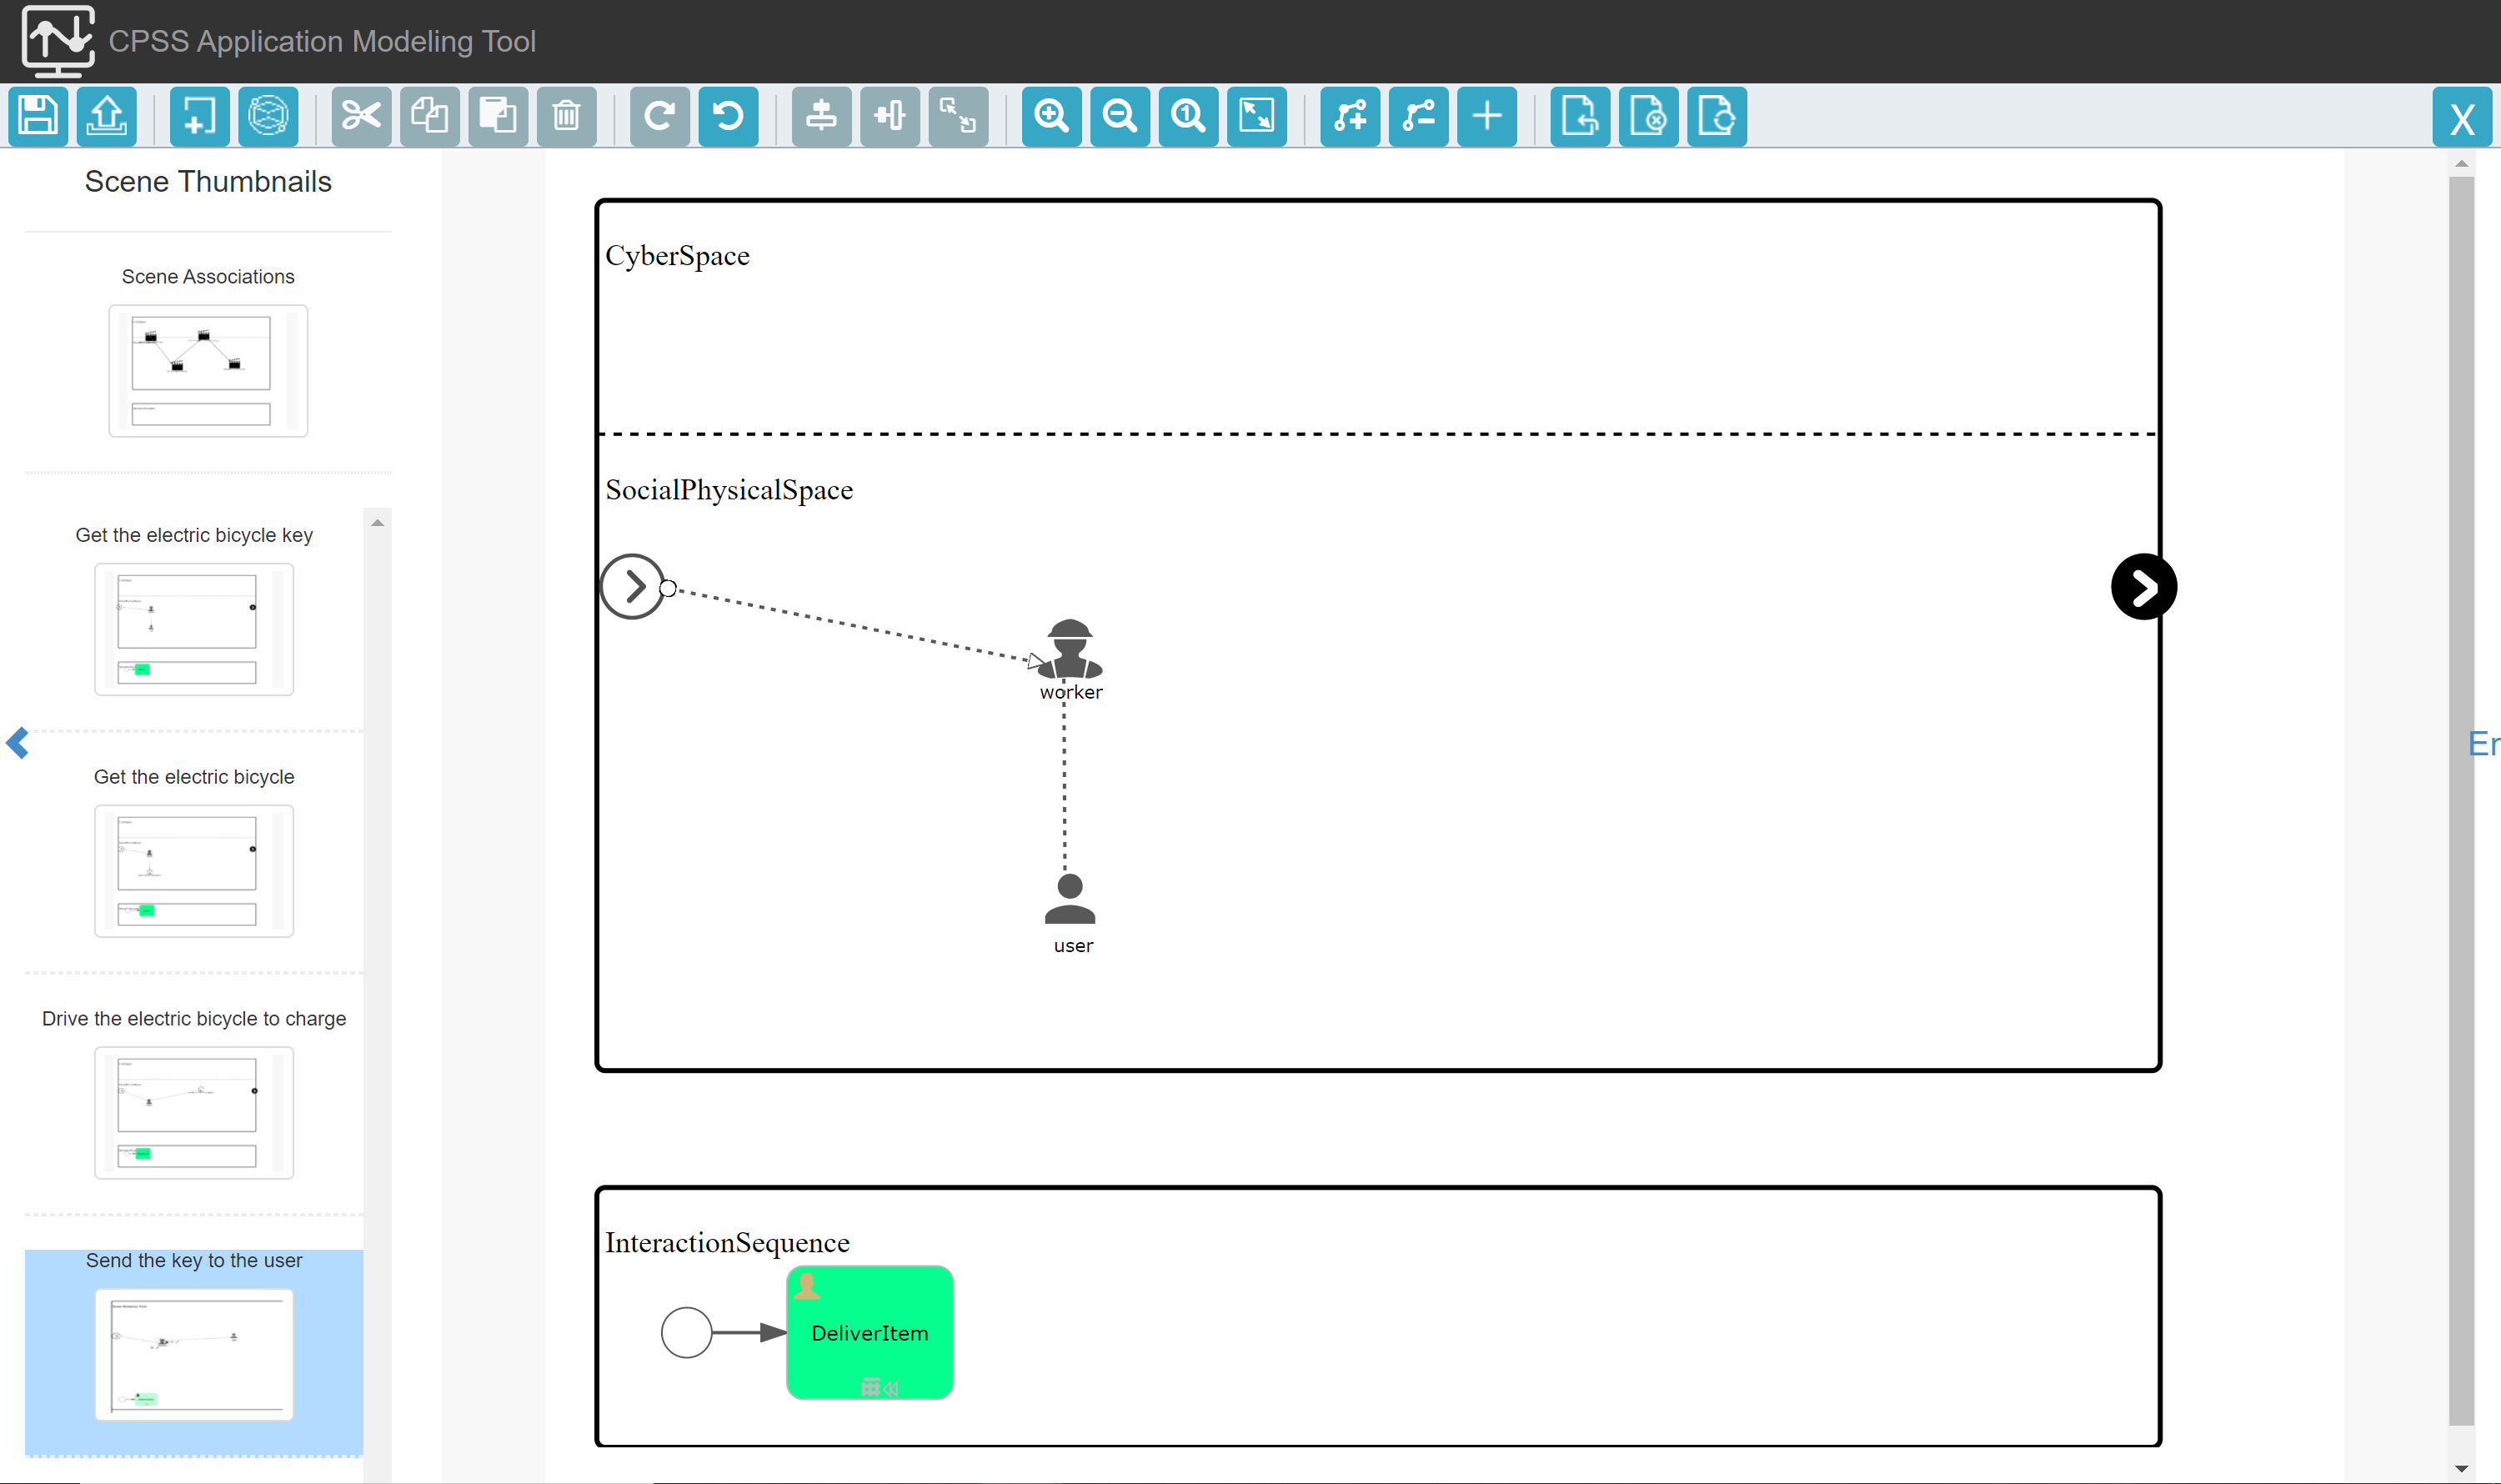 CPSS Application Modeling Tool
X
Scene Thumbnails
Scene Associations
Get the electric bicycle key
Get the electric bicycle
Drive the electric bicycle to charge
Send the key to the user
CyberSpace
SocialPhysicalSpace
worker
user
En
InteractionSequence
DeliverItem